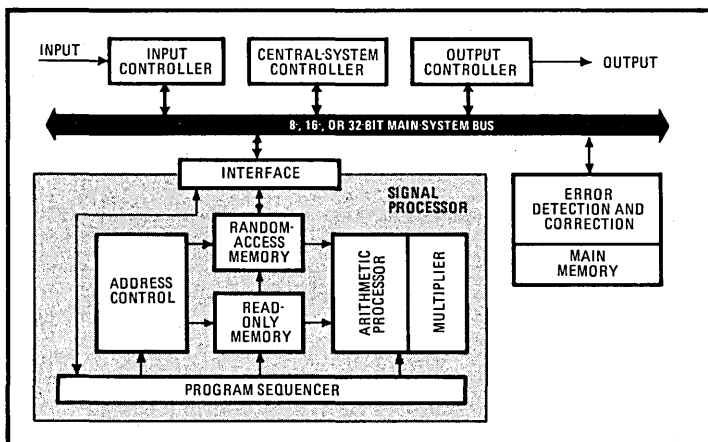 INPUT
INPUT
CONTROLLER
CENTRAL-SYSTEM
CONTROLLER
OUTPUT
CONTROLLER
OUTPUT
8-, 16-, OR 32-BIT MAIN-SYSTEM BUS
INTERFACE
SIGNAL
PROCESSOR
ERROR
DETECTION AND
CORRECTION
MAIN
MEMORY
RANDOM-
ACCESS
MEMORY
ADDRESS
CONTROL
READ-
ONLY
MEMORY
ARITHMETIC
PROCESSOR
MULTIPLIER
PROGRAM SEQUENCER